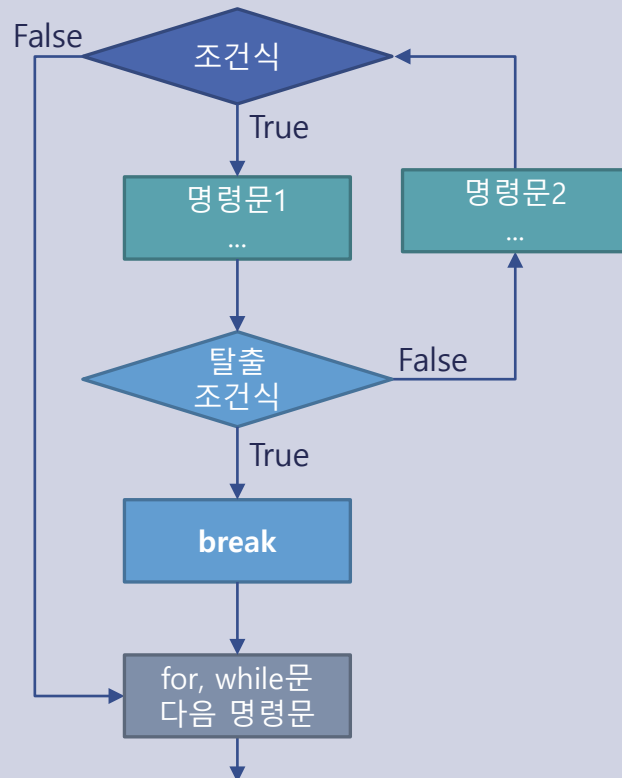 False
조건식
True
명령문1
...
명령문2
...
탈출
조건식
False
True
break
for, while문
다음 명령문